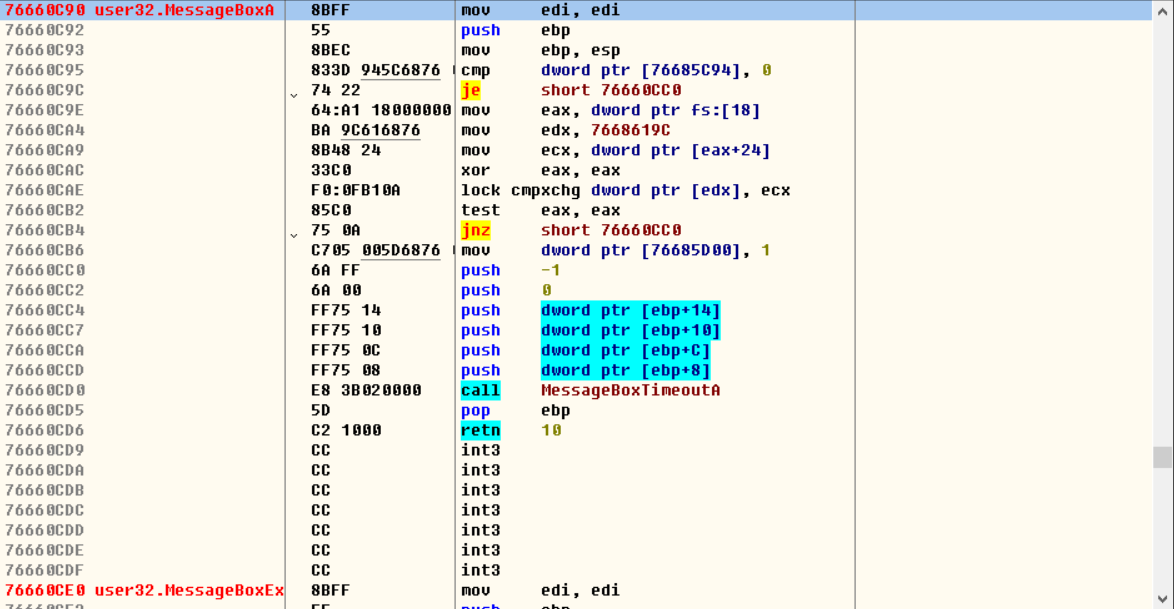 76660C90 user32.MessageBoxA 8BFF mov edi, edi
76660C92 55 push ebp
76660C93 8BEC mov ebp, esp
76660C95 833D 945C6876 cmp dword ptr [76685C94], 0
76660C9C 74 22 je short 76660CC0
76660C9E 64:A1 18000000 mov eax, dword ptr fs:[18]
76660CA4 BA 9C616876 mov edx, 7668619C
76660CA9 8B48 24 mov ecx, dword ptr [eax+24]
76660CAC 33C0 xor eax, eax
76660CAE F0:0FB10A lock cmpxchg dword ptr [edx], ecx
76660CB2 85C0 test eax, eax
76660CB4 75 0A jnz short 76660CC0
76660CB6 C705 005D6876 mov dword ptr [76685D00], 1
76660CC0 6A FF push -1
76660CC2 6A 00 push 0
76660CC4 FF75 14 push dword ptr [ebp+14]
76660CC7 FF75 10 push dword ptr [ebp+10]
76660CCA FF75 0C push dword ptr [ebp+C]
76660CCD FF75 08 push dword ptr [ebp+8]
76660CD0 E8 3B020000 call MessageBoxTimeoutA
76660CD5 5D pop ebp
76660CD6 C2 1000 retn 10
76660CD9 CC int3
76660CDA CC int3
76660CDB CC int3
76660CDC CC int3
76660CDD CC int3
76660CDE CC int3
76660CDF CC int3
76660CE0 user32.MessageBoxEx 8BFF mov edi, edi